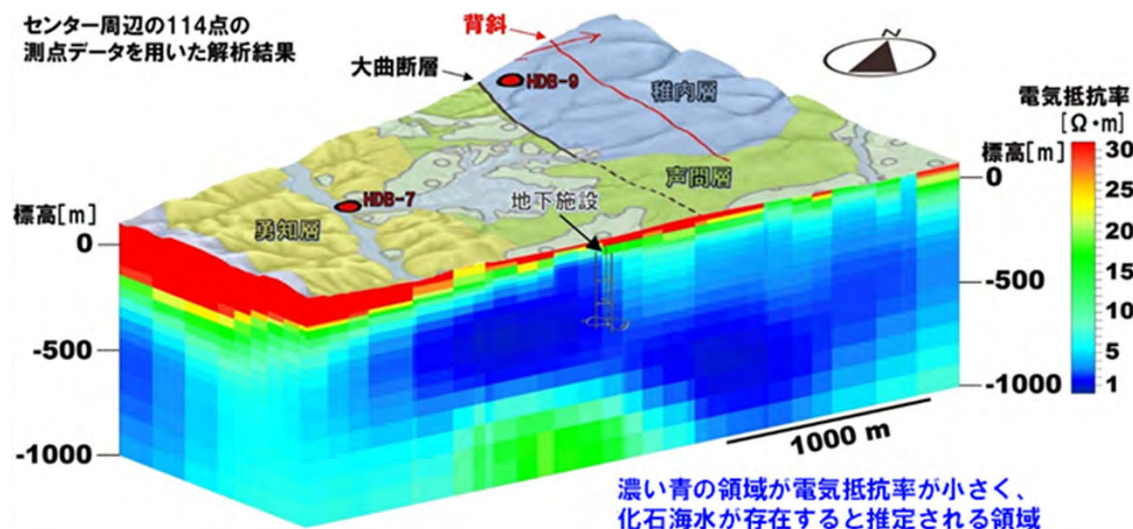 センター周辺の114点の
測点データを用いた解析結果
背斜
大曲断層
HDB-9
稚内層
N
電気抵抗率
[Ω・m]
標高[m]
30
25
20
15
10
5
1
0
-500
-1000
声問層
地下施設
HDB-7
勇知層
標高[m]
0
-500
-1000
1000 m
濃い青の領域が電気抵抗率が小さく、
化石海水が存在すると推定される領域